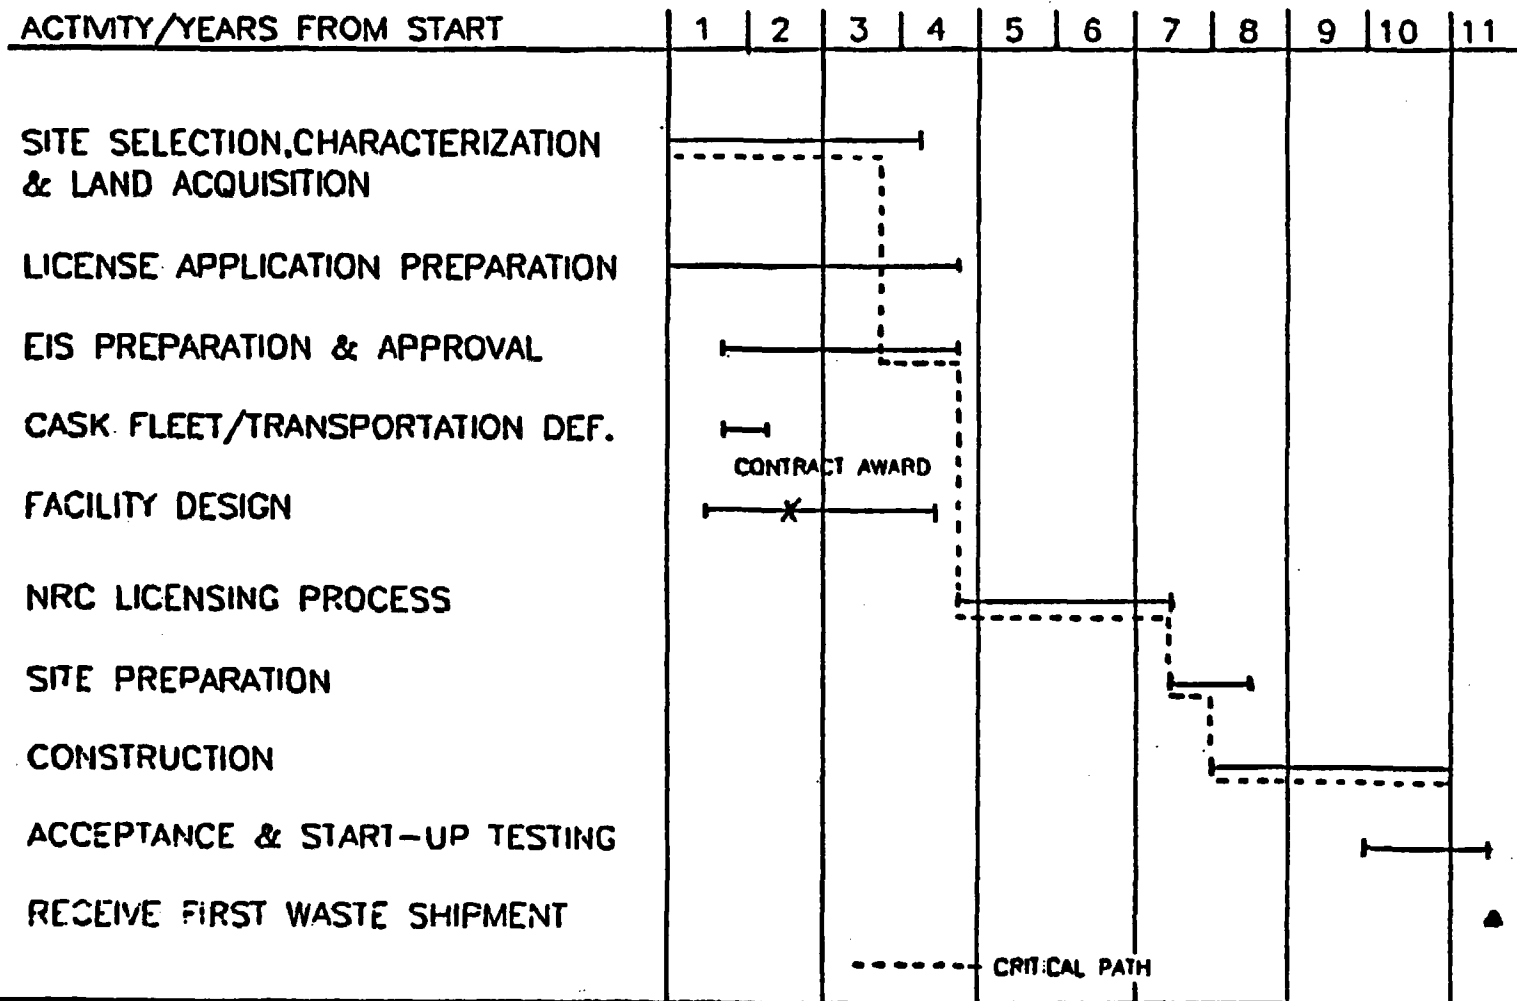 ACTIVITY/YEARS FROM START 1 2 3 4 5 6 7 8 9 10 11
SITE SELECTION,CHARACTERIZATION
& LAND ACQUISITION
LICENSE APPLICATION PREPARATION
EIS PREPARATION & APPROVAL
CASK FLEET/TRANSPORTATION DEF.
CONTRACT AWARD
FACILITY DESIGN
NRC LICENSING PROCESS
SITE PREPARATION
CONSTRUCTION
ACCEPTANCE & START-UP TESTING
RECEIVE FIRST WASTE SHIPMENT
CRITICAL PATH